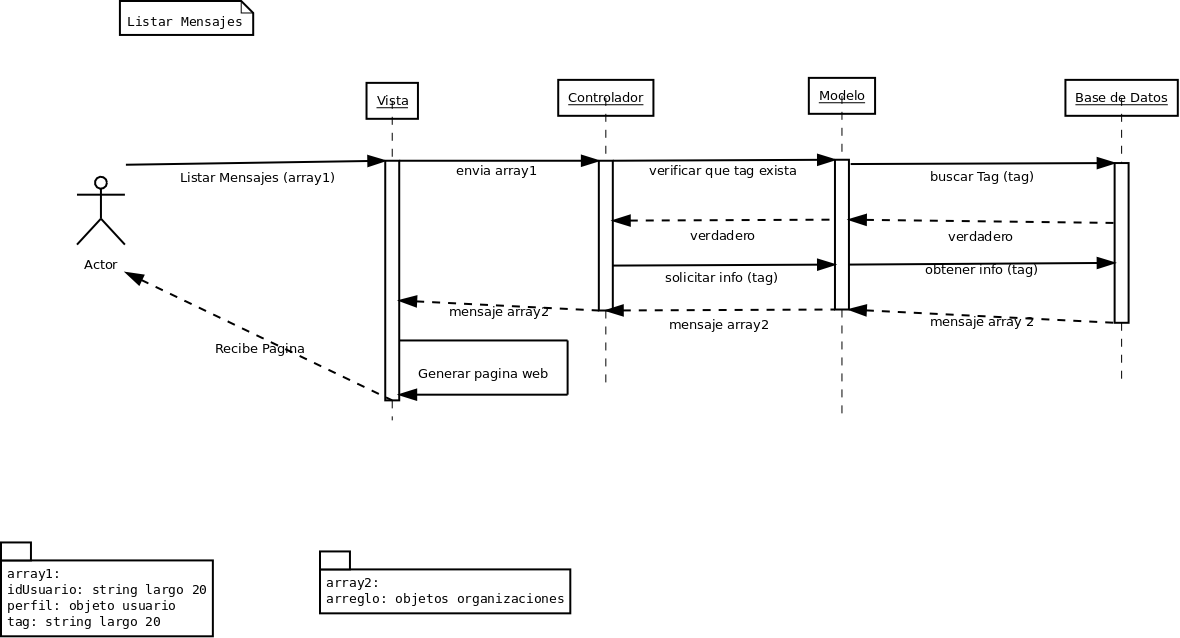 Listar Mensajes
Vista
Controlador
Modelo
Base de Datos
Listar Mensajes (array1)
envia array1
verificar que tag exista
buscar Tag (tag)
verdadero
verdadero
Actor
solicitar info (tag)
obtener info (tag)
mensaje array2
mensaje array2
mensaje array 2
Recibe Pagina
Generar pagina web
array1:
idUsuario: string largo 20
perfil: objeto usuario
tag: string largo 20
array2:
arreglo: objetos organizaciones